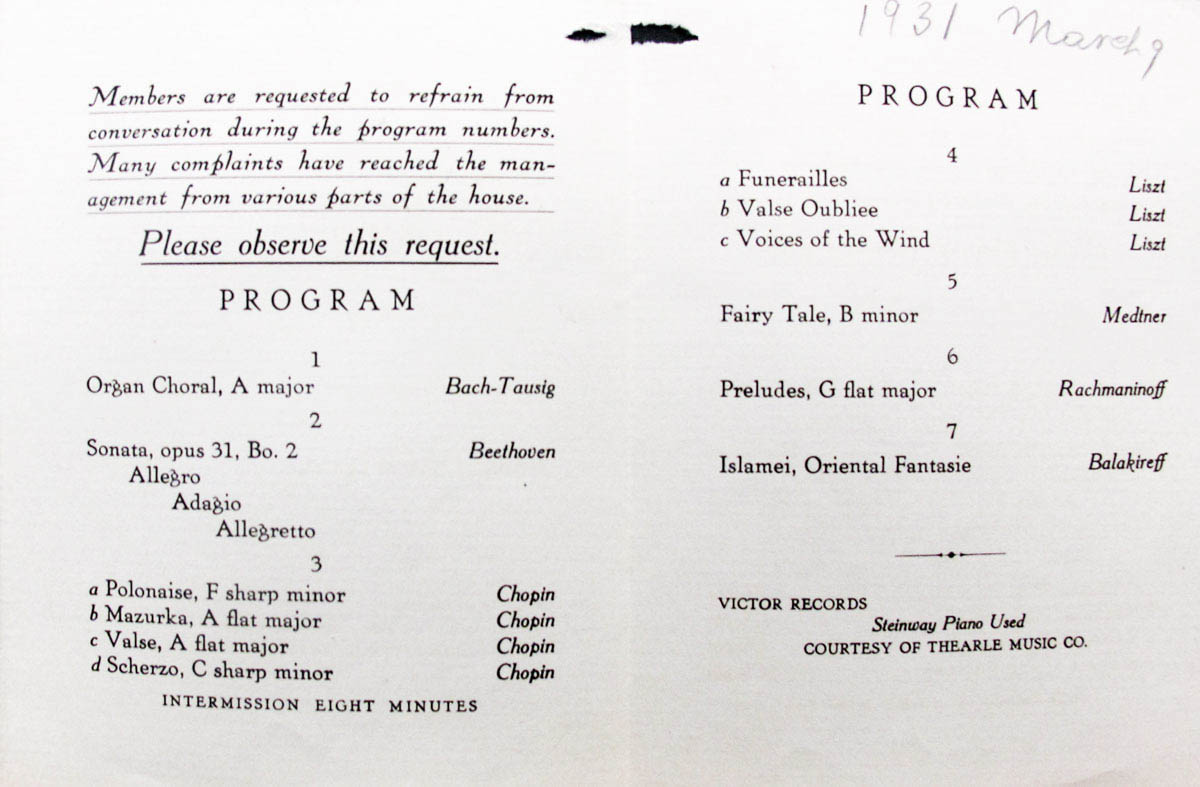 Members are requested to refrain from
conversation during the program numbers.
Many complaints have reached the man-
agement from various parts of the house.
Please observe this request.
PROGRAM
1
Organ Choral, A major Bach-Tausig
2
Sonata, opus 31, Bo. 2 Beethoven
Allegro
Adagio
Allegretto
3
a Polonaise, F sharp minor Chopin
b Mazurka, A flat major Chopin
c Valse, A flat major Chopin
d Scherzo, C sharp minor Chopin
INTERMISSION EIGHT MINUTES
1931 March 9
PROGRAM
4
a Funerailles Liszt
b Valse Oubliee Liszt
c Voices of the Wind Liszt
5
Fairy Tale, B minor Medtner
6
Preludes, G flat major Rachmaninoff
7
Islamei, Oriental Fantasie Balakireff
VICTOR RECORDS
Steinway Piano Used
COURTESY OF THEARLE MUSIC CO.